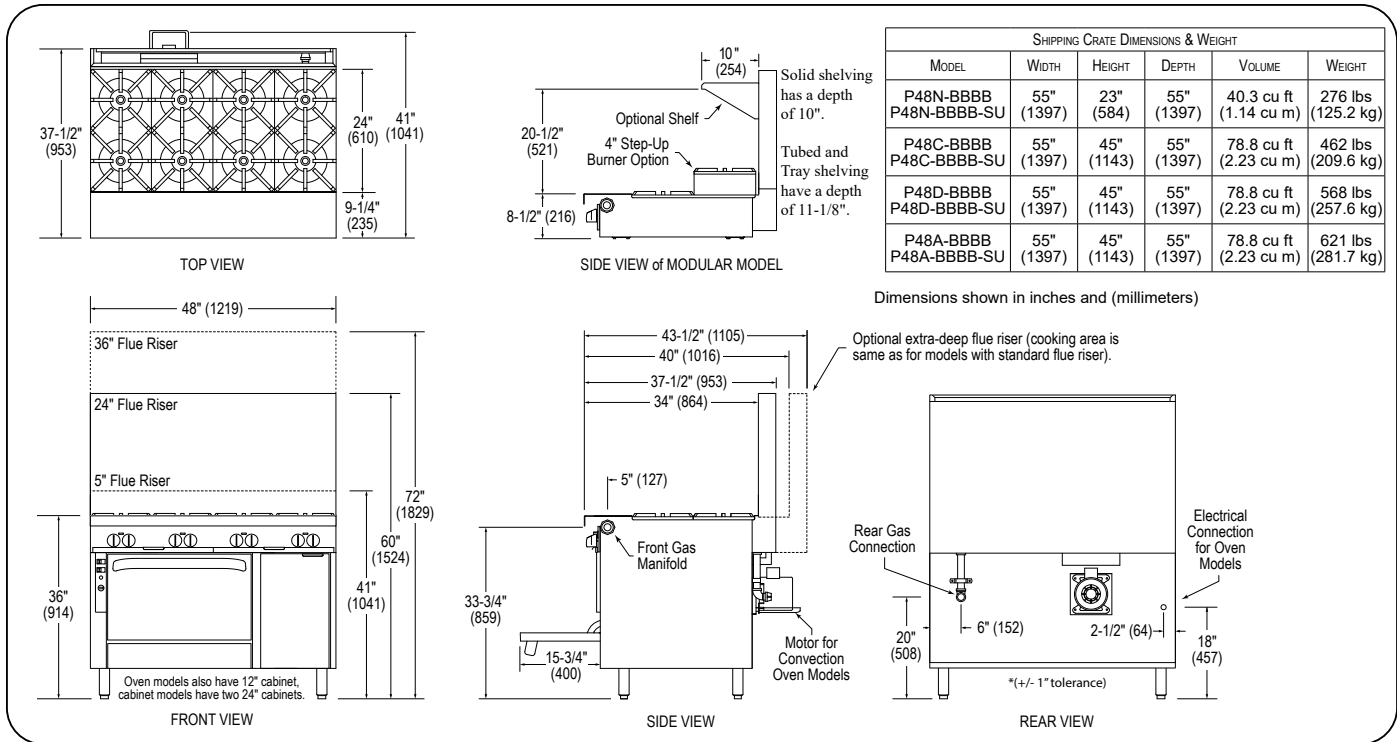 37-1/2"
(953)
24"
(610)
41"
(1041)
9-1/4"
(235)
TOP VIEW
10"
(254)
Solid shelving
has a depth
of 10".
Tubed and
Tray shelving
have a depth
of 11-1/8".
Optional Shelf
20-1/2"
(521)
4" Step-Up
Burner Option
8-1/2" (216)
SIDE VIEW of MODULAR MODEL
SHIPPING CRATE DIMENSIONS & WEIGHT
MODEL WIDTH HEIGHT DEPTH VOLUME WEIGHT
P48N-BBBB 55" 23" 55" 40.3 cu ft 276 lbs
P48N-BBBB-SU (1397) (584) (1397) (1.14 cu m) (125.2 kg)
P48C-BBBB 55" 45" 55" 78.8 cu ft 462 lbs
P48C-BBBB-SU (1397) (1143) (1397) (2.23 cu m) (209.6 kg)
P48D-BBBB 55" 45" 55" 78.8 cu ft 568 lbs
P48D-BBBB-SU (1397) (1143) (1397) (2.23 cu m) (257.6 kg)
P48A-BBBB 55" 45" 55" 78.8 cu ft 621 lbs
P48A-BBBB-SU (1397) (1143) (1397) (2.23 cu m) (281.7 kg)
Dimensions shown in inches and (millimeters)
48" (1219)
36" Flue Riser
24" Flue Riser
5" Flue Riser
72"
(1829)
60"
(1524)
41"
(1041)
36"
(914)
Oven models also have 12" cabinet,
cabinet models have two 24" cabinets.
FRONT VIEW
43-1/2" (1105)
40" (1016)
37-1/2" (953)
34" (864)
Optional extra-deep flue riser (cooking area is
same as for models with standard flue riser).
5" (127)
Front Gas
Manifold
33-3/4"
(859)
15-3/4"
(400)
Motor for
Convection
Oven Models
SIDE VIEW
Rear Gas
Connection
Electrical
Connection
for Oven
Models
6" (152)
2-1/2" (64)
20"
(508)
18"
(457)
*(+/- 1" tolerance)
REAR VIEW